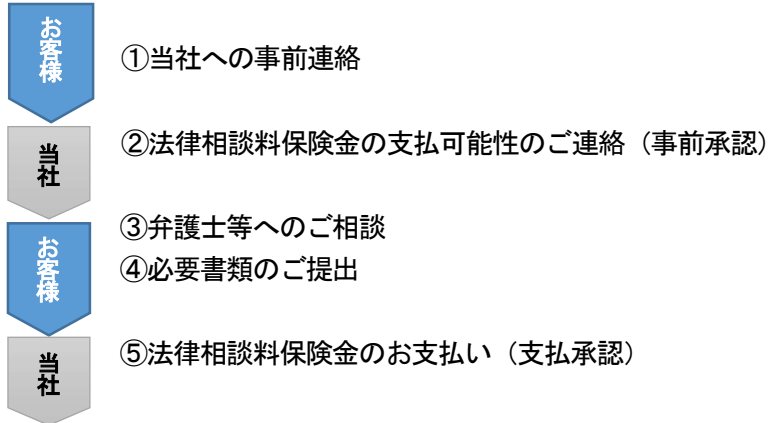 お客様
①当社への事前連絡
当社
②法律相談料保険金の支払可能性のご連絡（事前承認）
お客様
③弁護士等へのご相談
④必要書類のご提出
当社
⑤法律相談料保険金のお支払い（支払承認）